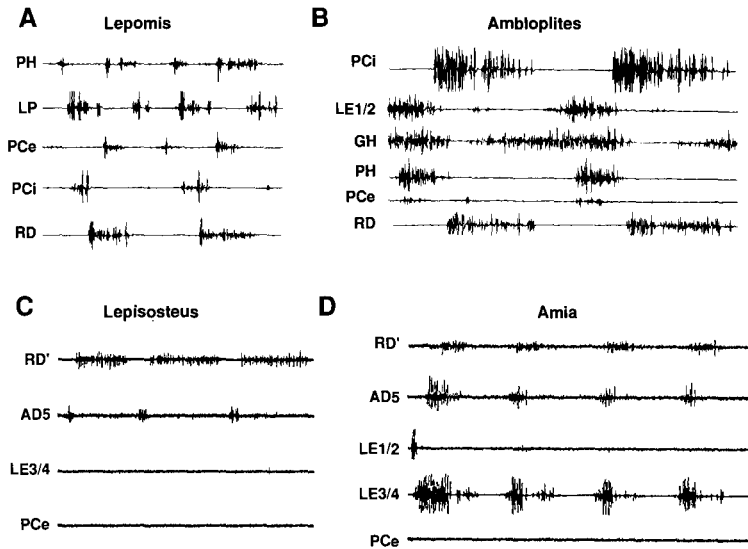 A Lepomis
PH
LP
PCe
PCi
RD
B Ambloplites
PCi
LE1/2
GH
PH
PCe
RD
C Lepisosteus
RD'
AD5
LE3/4
PCe
D Amia
RD'
AD5
LE1/2
LE3/4
PCe